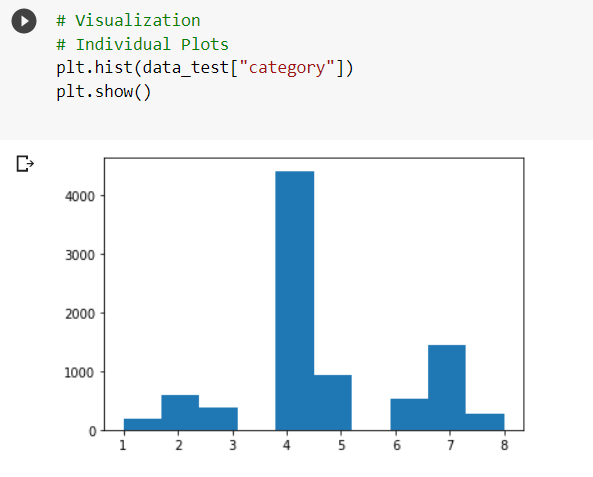 # Visualization
# Individual Plots
plt.hist(data_test["category"])
plt.show()
4000
3000
2000
1000
0
1 2 3 4 5 6 7 8